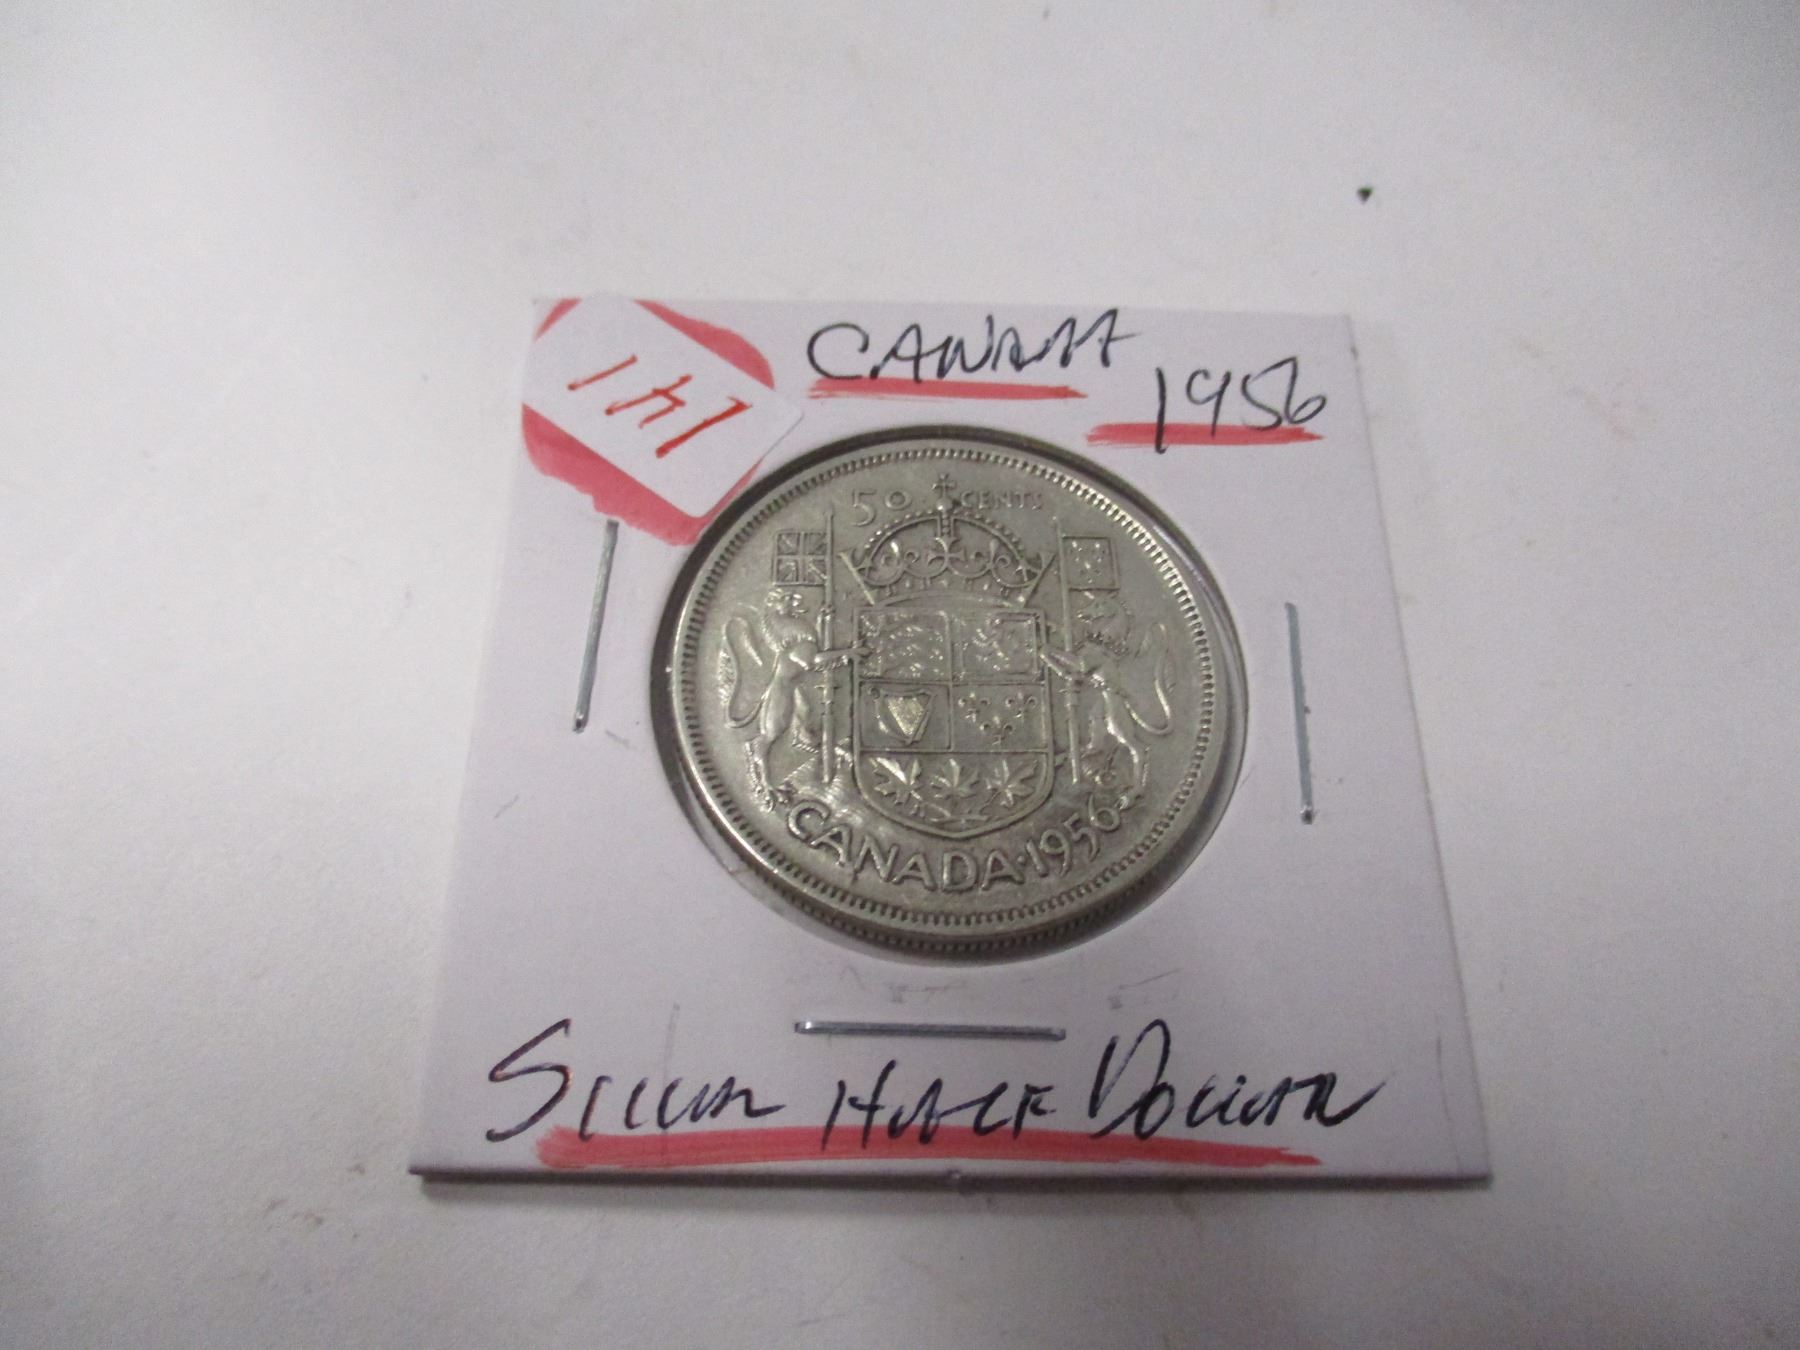 141
CANADA
1956
50 CENTS
CANADA · 1956
SILVER HALF DOLLAR